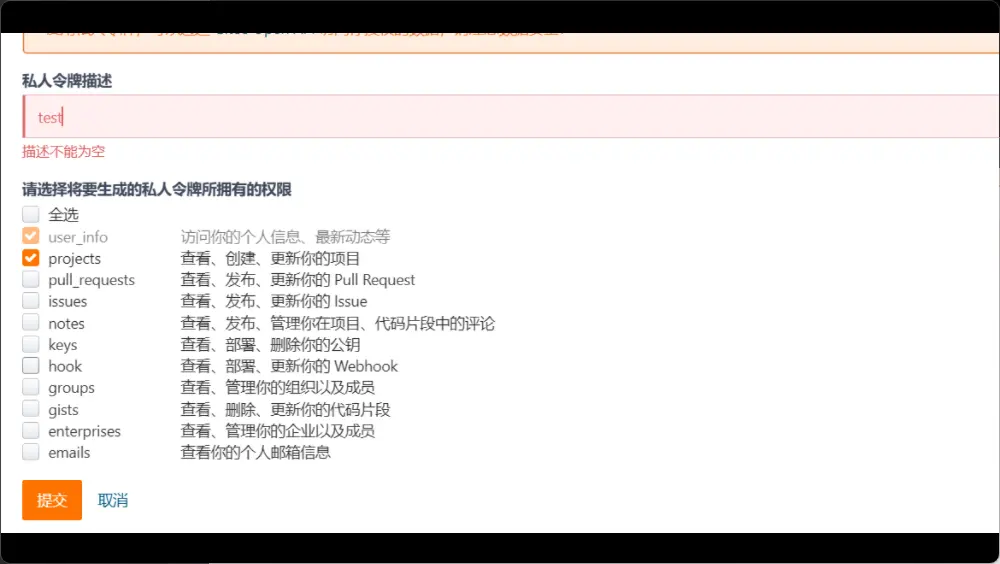 私人令牌描述
test
描述不能为空
请选择将要生成的私人令牌所拥有的权限
全选
user_info 访问你的个人信息、最新动态等
projects 查看、创建、更新你的项目
pull_requests 查看、发布、更新你的 Pull Request
issues 查看、发布、更新你的 Issue
notes 查看、发布、管理你在项目、代码片段中的评论
keys 查看、部署、删除你的公钥
hook 查看、部署、更新你的 Webhook
groups 查看、管理你的组织以及成员
gists 查看、删除、更新你的代码片段
enterprises 查看、管理你的企业以及成员
emails 查看你的个人邮箱信息
提交 取消